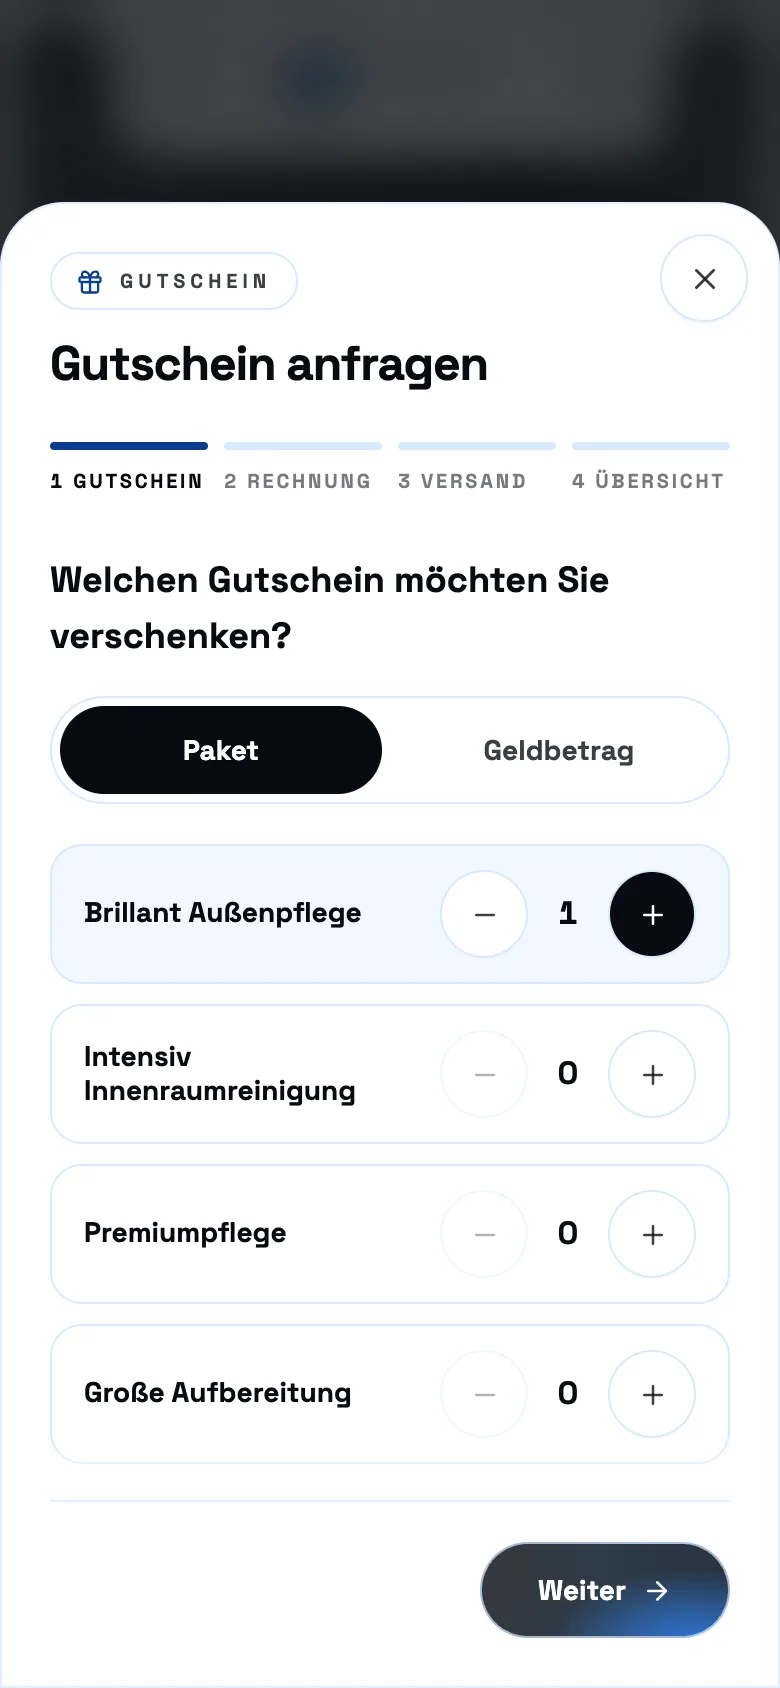 GUTSCHEIN
Gutschein anfragen
1 GUTSCHEIN 2 RECHNUNG 3 VERSAND 4 ÜBERSICHT
Welchen Gutschein möchten Sie
verschenken?
Paket Geldbetrag
Brillant Außenpflege − 1 +
Intensiv
Innenraumreinigung − 0 +
Premiumpflege − 0 +
Große Aufbereitung − 0 +
Weiter →